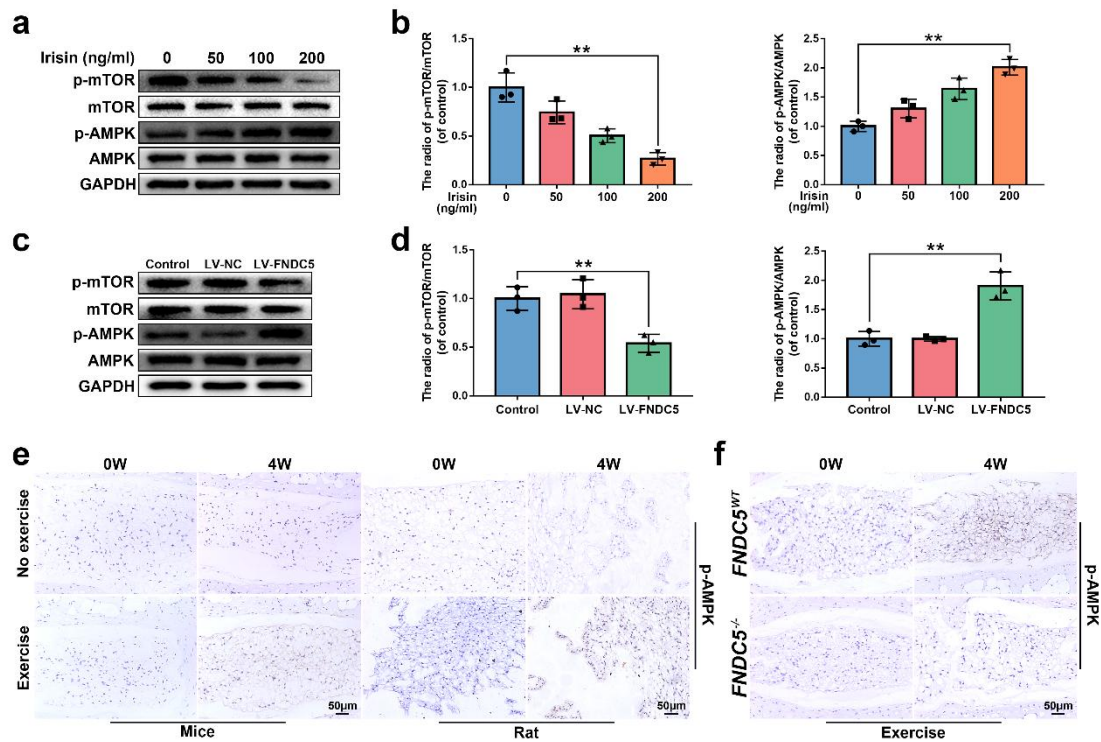 a
Irisin (ng/ml) 0 50 100 200
p-mTOR
mTOR
p-AMPK
AMPK
GAPDH
b
The radio of p-mTOR/mTOR
(of control)
1.5
1.0
0.5
0.0
**
Irisin
(ng/ml)
0 50 100 200
The radio of p-AMPK/AMPK
(of control)
2.5
2.0
1.5
1.0
0.5
0.0
**
Irisin
(ng/ml)
0 50 100 200
c
Control LV-NC LV-FNDC5
p-mTOR
mTOR
p-AMPK
AMPK
GAPDH
d
The radio of p-mTOR/mTOR
(of control)
1.5
1.0
0.5
0.0
**
Control LV-NC LV-FNDC5
The radio of p-AMPK/AMPK
(of control)
2.5
2.0
1.5
1.0
0.5
0.0
**
Control LV-NC LV-FNDC5
e
0W 4W 0W 4W
No exercise
Exercise
p-AMPK
50μm
50μm
Mice Rat
f
0W 4W
FNDC5WT
FNDC5-/-
p-AMPK
50μm
Exercise